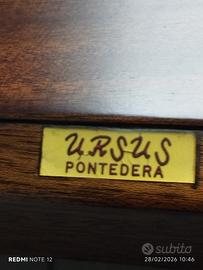 URSUS
PONTEDERA
REDMI NOTE 12
28/02/2026 10:46
subito